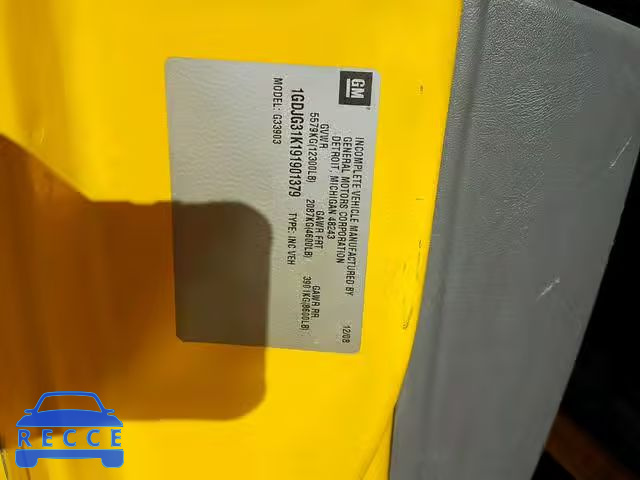 GM
INCOMPLETE VEHICLE MANUFACTURED BY
GENERAL MOTORS CORPORATION
DETROIT, MICHIGAN 48243
12/08
GVWR GAWR FRT GAWR RR
5579KG(12300LB) 2087KG(4600LB) 3901KG(8600LB)
1GDJG31K191901379 TYPE: INC VEH
MODEL: G33903
RECCE